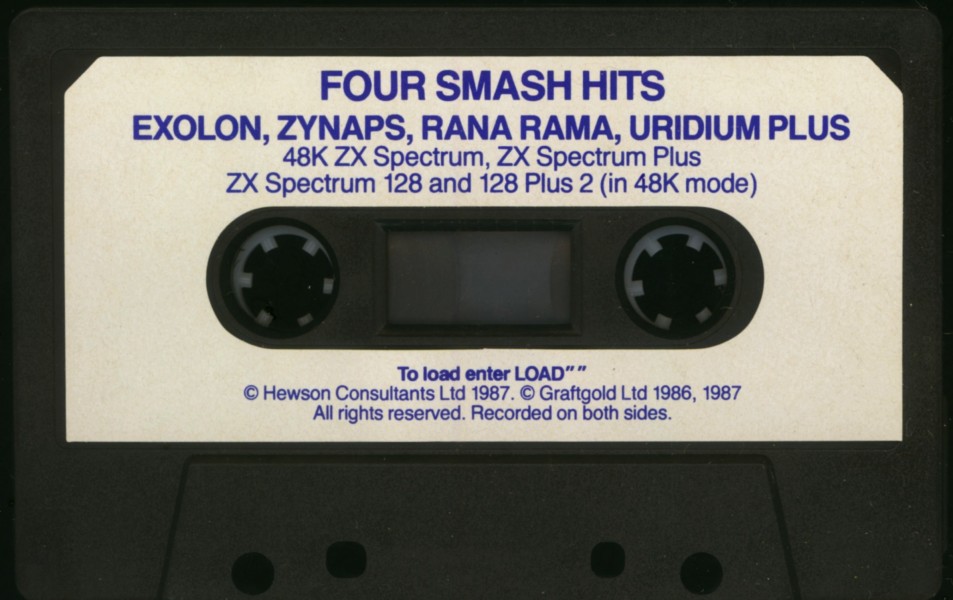 FOUR SMASH HITS
EXOLON, ZYNAPS, RANA RAMA, URIDIUM PLUS
48K ZX Spectrum, ZX Spectrum Plus
ZX Spectrum 128 and 128 Plus 2 (in 48K mode)
To load enter LOAD””
© Hewson Consultants Ltd 1987. © Graftgold Ltd 1986, 1987
All rights reserved. Recorded on both sides.